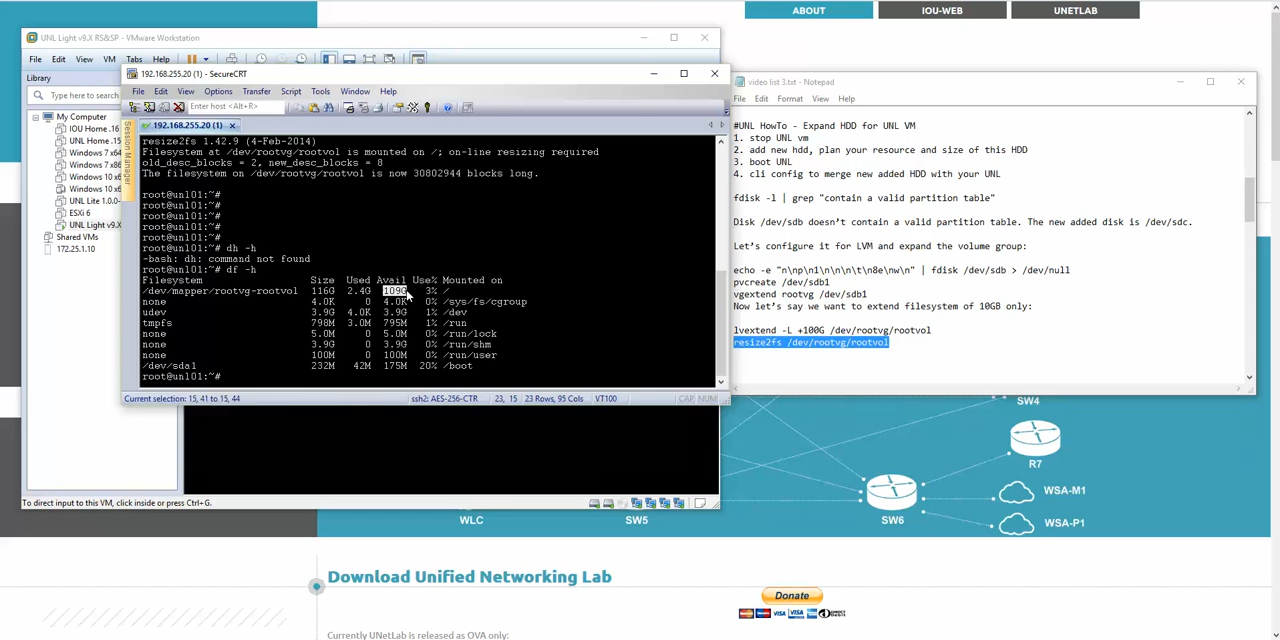 ABOUT
IOU-WEB
UNETLAB
UNL Light v9.X RS&SP - VMware Workstation
File Edit View VM Tabs Help
Library
Type here to search
My Computer
IOU Home .16
UNL Home .15
Windows 7 x64
Windows 7 x86
Windows 10 x
Windows 10 x
UNL Lite 1.0.0-
ESXi 6
UNL Light v9.X
Shared VMs
172.25.1.10
To direct input to this VM, click inside or press Ctrl+G.
192.168.255.20 (1) - SecureCRT
File Edit View Options Transfer Script Tools Window Help
Enter host <Alt+R>
192.168.255.20 (1)
Session Manager
resize2fs 1.42.9 (4-Feb-2014)
Filesystem at /dev/rootvg/rootvol is mounted on /; on-line resizing required
old_desc_blocks = 2, new_desc_blocks = 8
The filesystem on /dev/rootvg/rootvol is now 30802944 blocks long.
root@unl01:~#
root@unl01:~#
root@unl01:~#
root@unl01:~#
root@unl01:~#
root@unl01:~# dh -h
-bash: dh: command not found
root@unl01:~# df -h
Filesystem Size Used Avail Use% Mounted on
/dev/mapper/rootvg-rootvol 116G 2.4G 109G 3% /
none 4.0K 0 4.0K 0% /sys/fs/cgroup
udev 3.9G 4.0K 3.9G 1% /dev
tmpfs 798M 3.0M 795M 1% /run
none 5.0M 0 5.0M 0% /run/lock
none 3.9G 0 3.9G 0% /run/shm
none 100M 0 100M 0% /run/user
/dev/sda1 232M 42M 175M 20% /boot
root@unl01:~#
Current selection: 15, 41 to 15, 44
ssh2: AES-256-CTR 23, 15 23 Rows, 95 Cols VT100 CAP NUM
video list 3.txt - Notepad
File Edit Format View Help
#UNL HowTo - Expand HDD for UNL VM
1. stop UNL vm
2. add new hdd, plan your resource and size of this HDD
3. boot UNL
4. cli config to merge new added HDD with your UNL
fdisk -l | grep "contain a valid partition table"
Disk /dev/sdb doesn't contain a valid partition table. The new added disk is /dev/sdc.
Let's configure it for LVM and expand the volume group:
echo -e "n\np\n1\n\n\n\t\n8e\nw\n" | fdisk /dev/sdb > /dev/null
pvcreate /dev/sdb1
vgextend rootvg /dev/sdb1
Now let's say we want to extend filesystem of 10GB only:
lvextend -L +100G /dev/rootvg/rootvol
resize2fs /dev/rootvg/rootvol
SW4
R7
WSA-M1
SW6
WSA-P1
WLC
SW5
Download Unified Networking Lab
Donate
Currently UNetLab is released as OVA only: